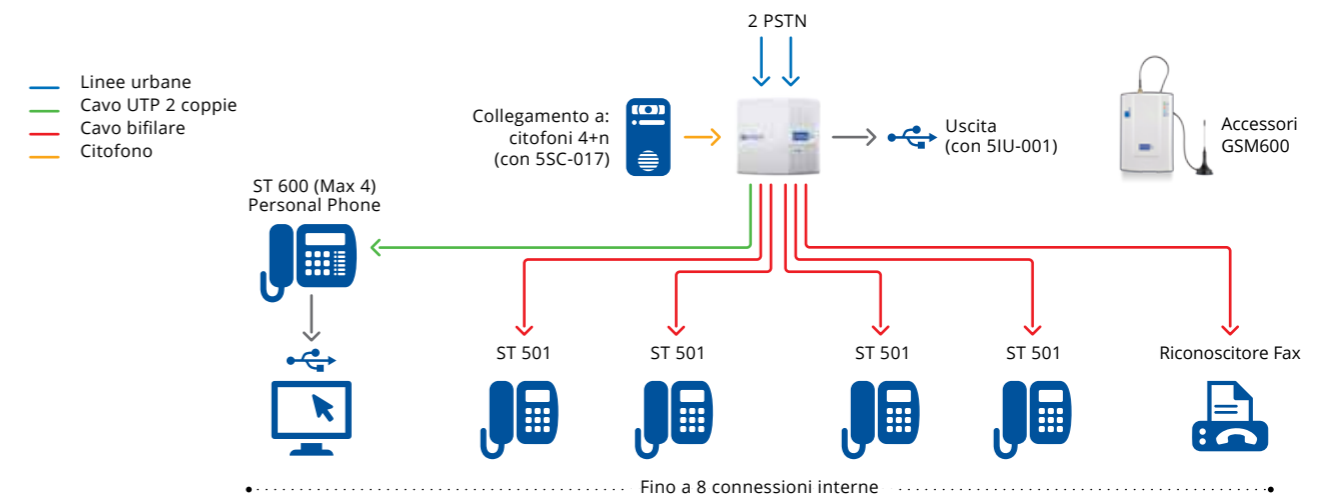 2 PSTN
Linee urbane
Cavo UTP 2 coppie
Cavo bifilare
Citofono
Collegamento a:
citofoni 4+n
(con 5SC-017)
Uscita
(con 5IU-001)
Accessori
GSM600
ST 600 (Max 4)
Personal Phone
ST 501
ST 501
ST 501
ST 501
Riconoscitore Fax
Fino a 8 connessioni interne